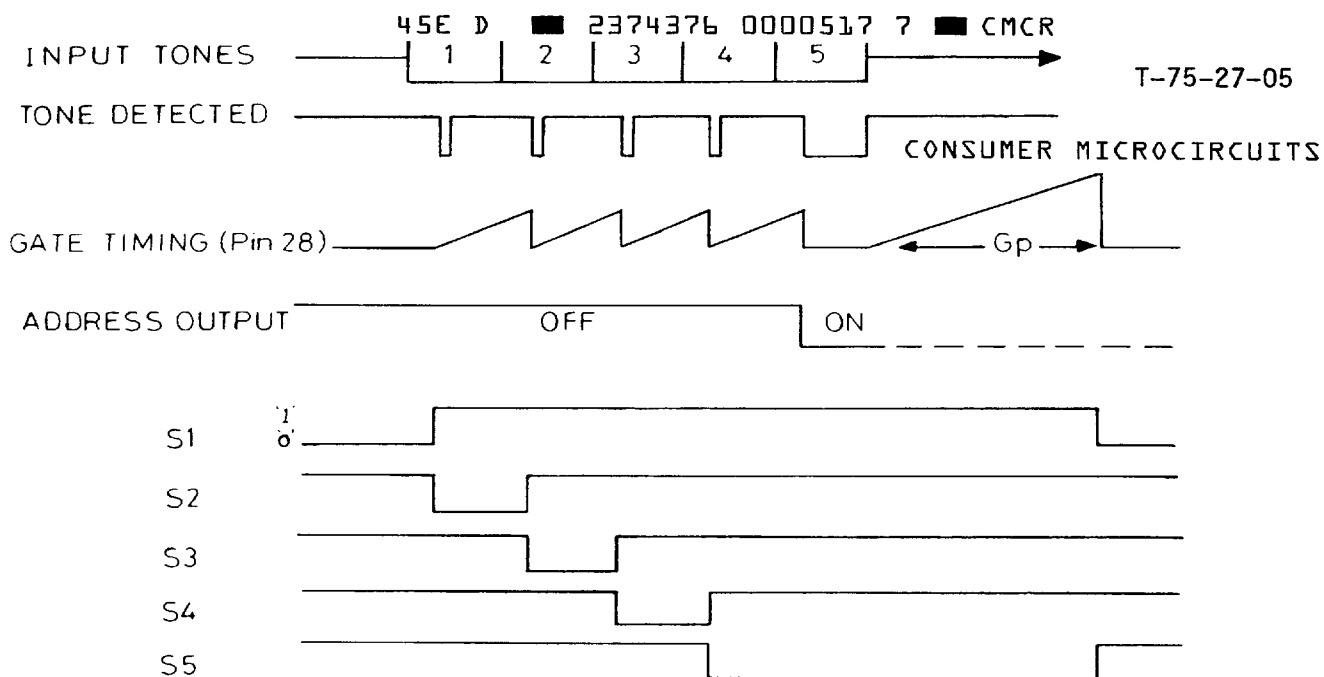 45E D 2374376 0000517 7 CMCR
INPUT TONES 1 2 3 4 5
T-75-27-05
TONE DETECTED
CONSUMER MICROCIRCUITS
GATE TIMING (Pin 28) Gp
ADDRESS OUTPUT OFF ON
S1 '1' '0'
S2
S3
S4
S5